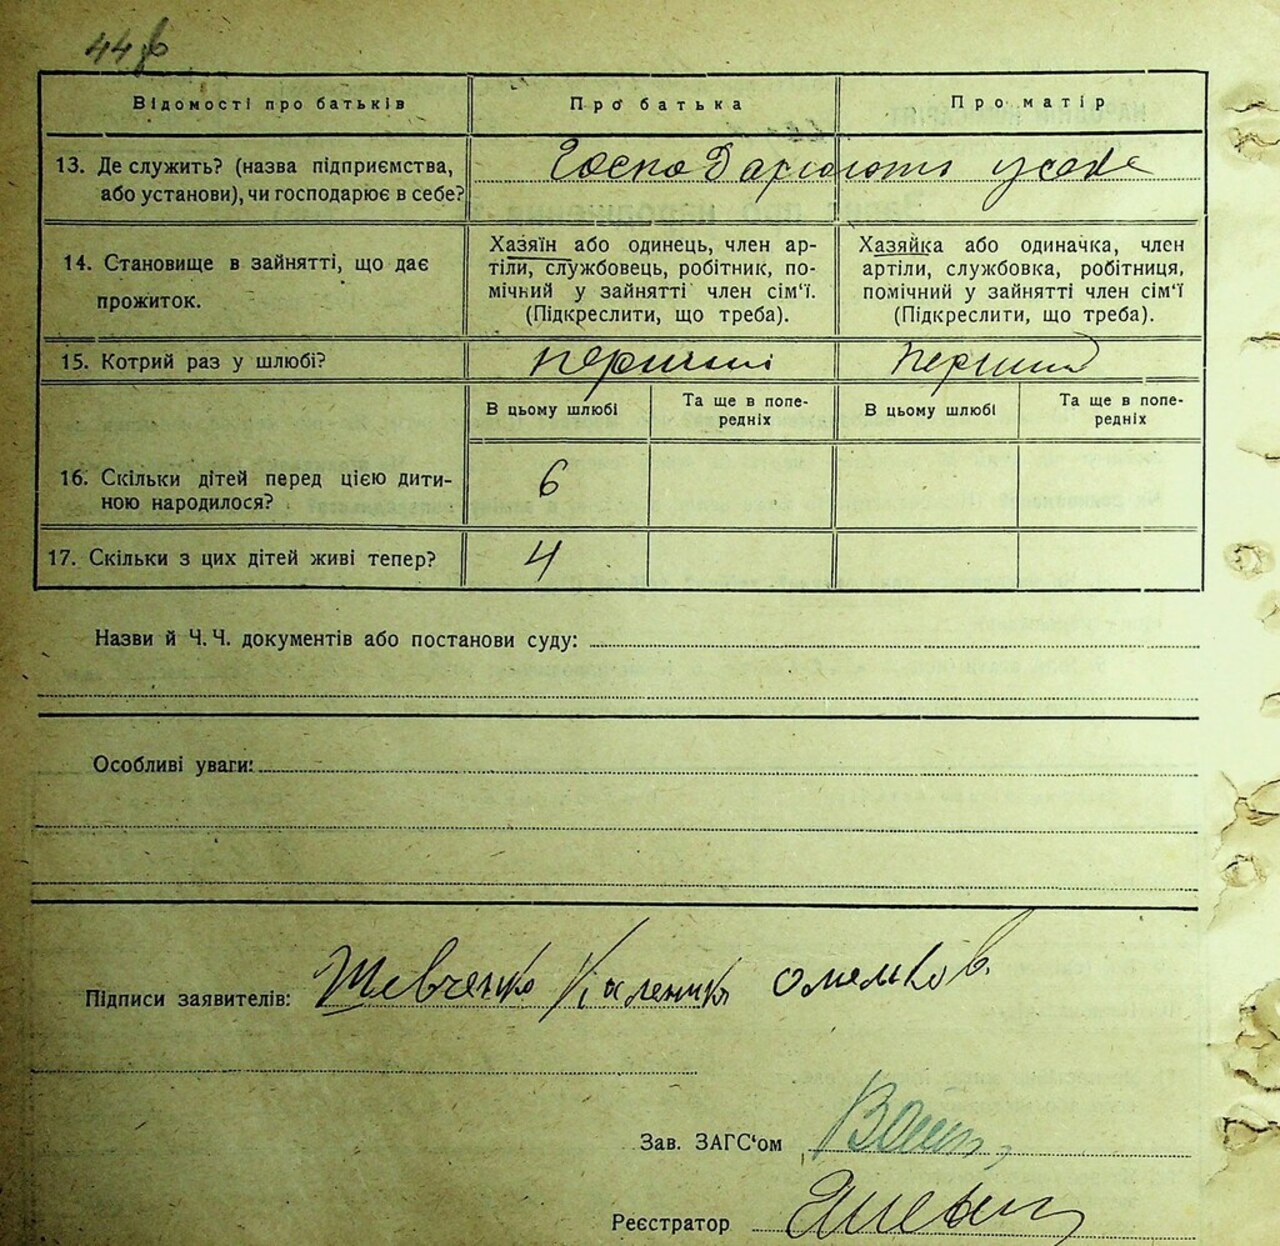 44
Відомості про батьків
Про батька
Про матір
13. Де служить? (назва підприємства, або установи), чи господарює в себе?
Господарюють у себе
14. Становище в зайнятті, що дає прожиток.
Хазяїн або одинець, член ар-
тіли, службовець, робітник, по-
мічний у зайнятті член сім‘ї.
(Підкреслити, що треба).
Хазяйка або одиначка, член
артіли, службовка, робітниця,
помічний у зайнятті член сім‘ї
(Підкреслити, що треба).
15. Котрий раз у шлюбі?
перший
перший
В цьому шлюбі
Та ще в попе-
редніх
В цьому шлюбі
Та ще в попе-
редніх
16. Скільки дітей перед цією дити-
ною народилося?
6
17. Скільки з цих дітей живі тепер?
4
Назви й Ч. Ч. документів або постанови суду:
Особливі уваги:
Підписи заявителів: Шевченко Каленик Омельков.
Зав. ЗАГС‘ом
Реєстратор